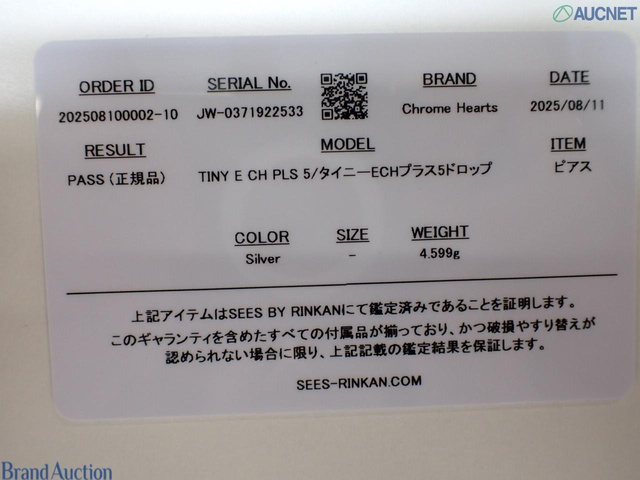 AUCNET
ORDER ID
202508100002-10
SERIAL No.
JW-0371922533
BRAND
Chrome Hearts
DATE
2025/08/11
RESULT
PASS (正規品)
MODEL
TINY E CH PLS 5/タイニーECHプラス5ドロップ
ITEM
ピアス
COLOR
Silver
SIZE
-
WEIGHT
4.599g
上記アイテムはSEES BY RINKANにて鑑定済みであることを証明します。
このギャランティを含めたすべての付属品が揃っており、かつ破損やすり替えが
認められない場合に限り、上記記載の鑑定結果を保証します。
SEES-RINKAN.COM
Brand Auction